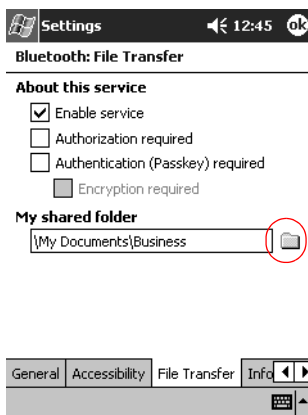 Settings 12:45 ok
Bluetooth: File Transfer
About this service
Enable service
Authorization required
Authentication (Passkey) required
Encryption required
My shared folder
\My Documents\Business
General Accessibility File Transfer Info